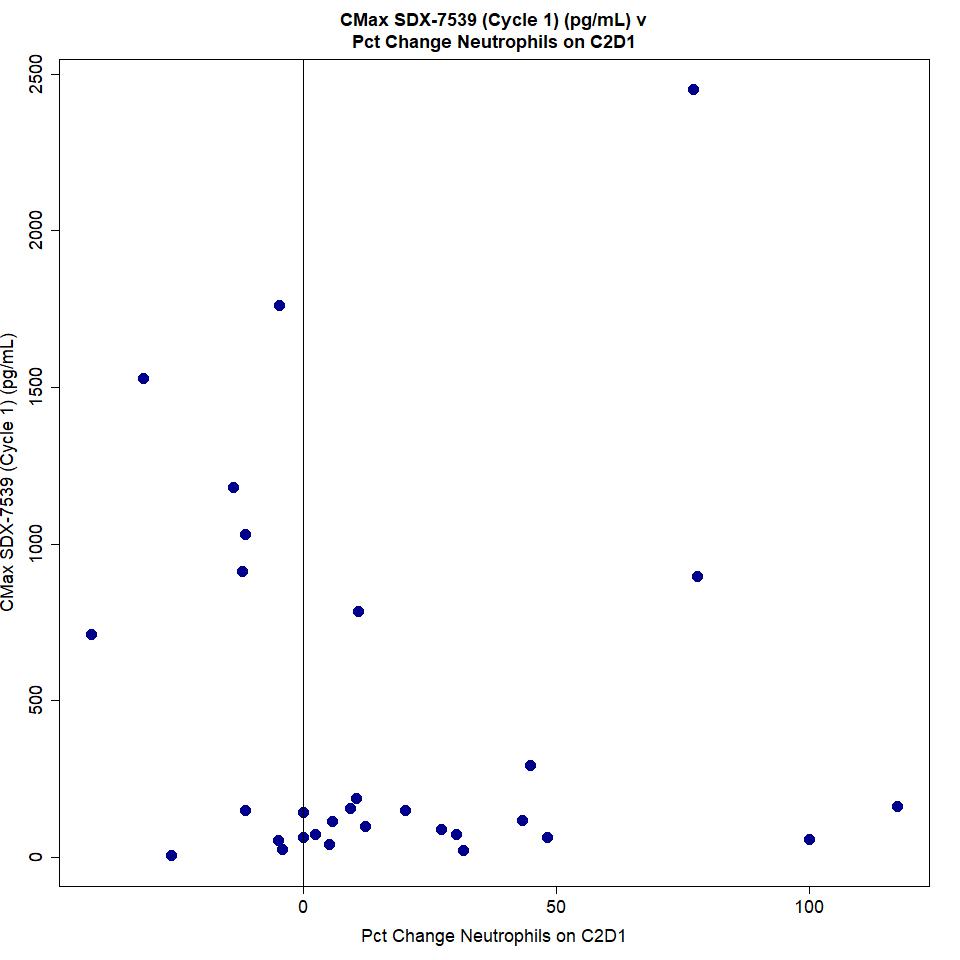 CMax SDX-7539 (Cycle 1) (pg/mL) v
Pct Change Neutrophils on C2D1
CMax SDX-7539 (Cycle 1) (pg/mL)
2500
2000
1500
1000
500
0
0 50 100
Pct Change Neutrophils on C2D1